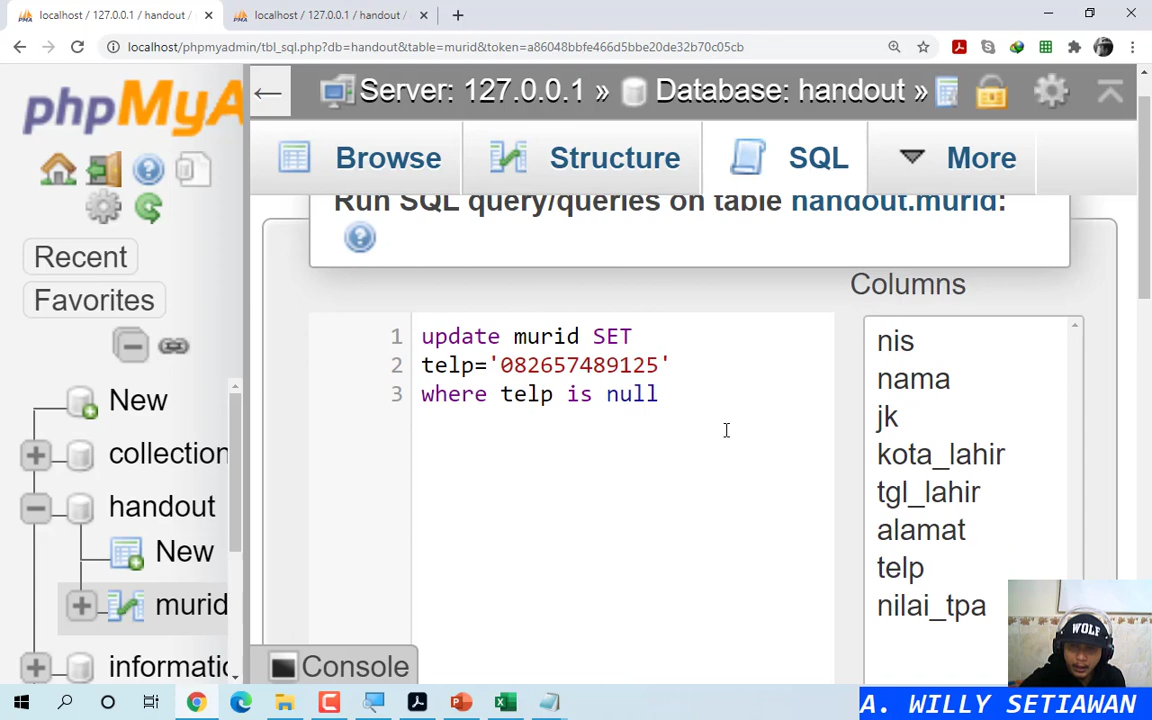 localhost / 127.0.0.1 / handout /
localhost / 127.0.0.1 / handout /
localhost/phpmyadmin/tbl_sql.php?db=handout&table=murid&token=a86048bbfe466d5bbe20de32b70c05cb
phpMyA
Server: 127.0.0.1 » Database: handout »
Browse Structure SQL More
Run SQL query/queries on table handout.murid:
Recent
Favorites
New
collection
handout
New
murid
informatic
Columns
1 update murid SET
2 telp='082657489125'
3 where telp is null
nis
nama
jk
kota_lahir
tgl_lahir
alamat
telp
nilai_tpa
Console
WOLF
A. WILLY SETIAWAN